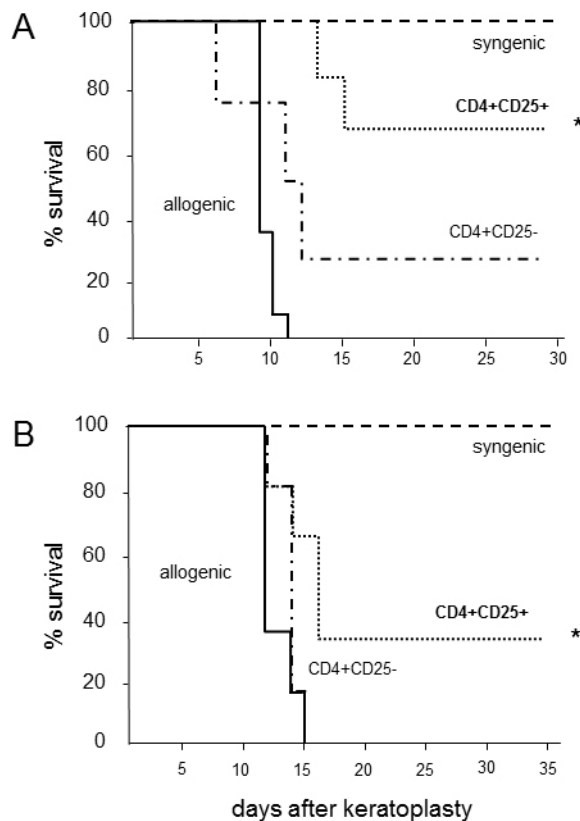 A
100
80
60
40
20
0
% survival
syngenic
CD4+CD25+
*
allogenic
CD4+CD25-
5 10 15 20 25 30
B
100
80
60
40
20
0
% survival
syngenic
allogenic
CD4+CD25+
*
CD4+CD25-
5 10 15 20 25 30 35
days after keratoplasty